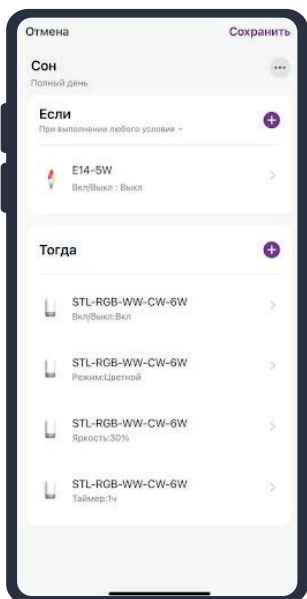 Отмена Сохранить
Сон
Полный день
Если
При выполнении любого условия
E14-5W
Вкл/Выкл : Выкл
Тогда
STL-RGB-WW-CW-6W
Вкл/Выкл:Вкл
STL-RGB-WW-CW-6W
Режим:Цветной
STL-RGB-WW-CW-6W
Яркость:30%
STL-RGB-WW-CW-6W
Таймер:1ч